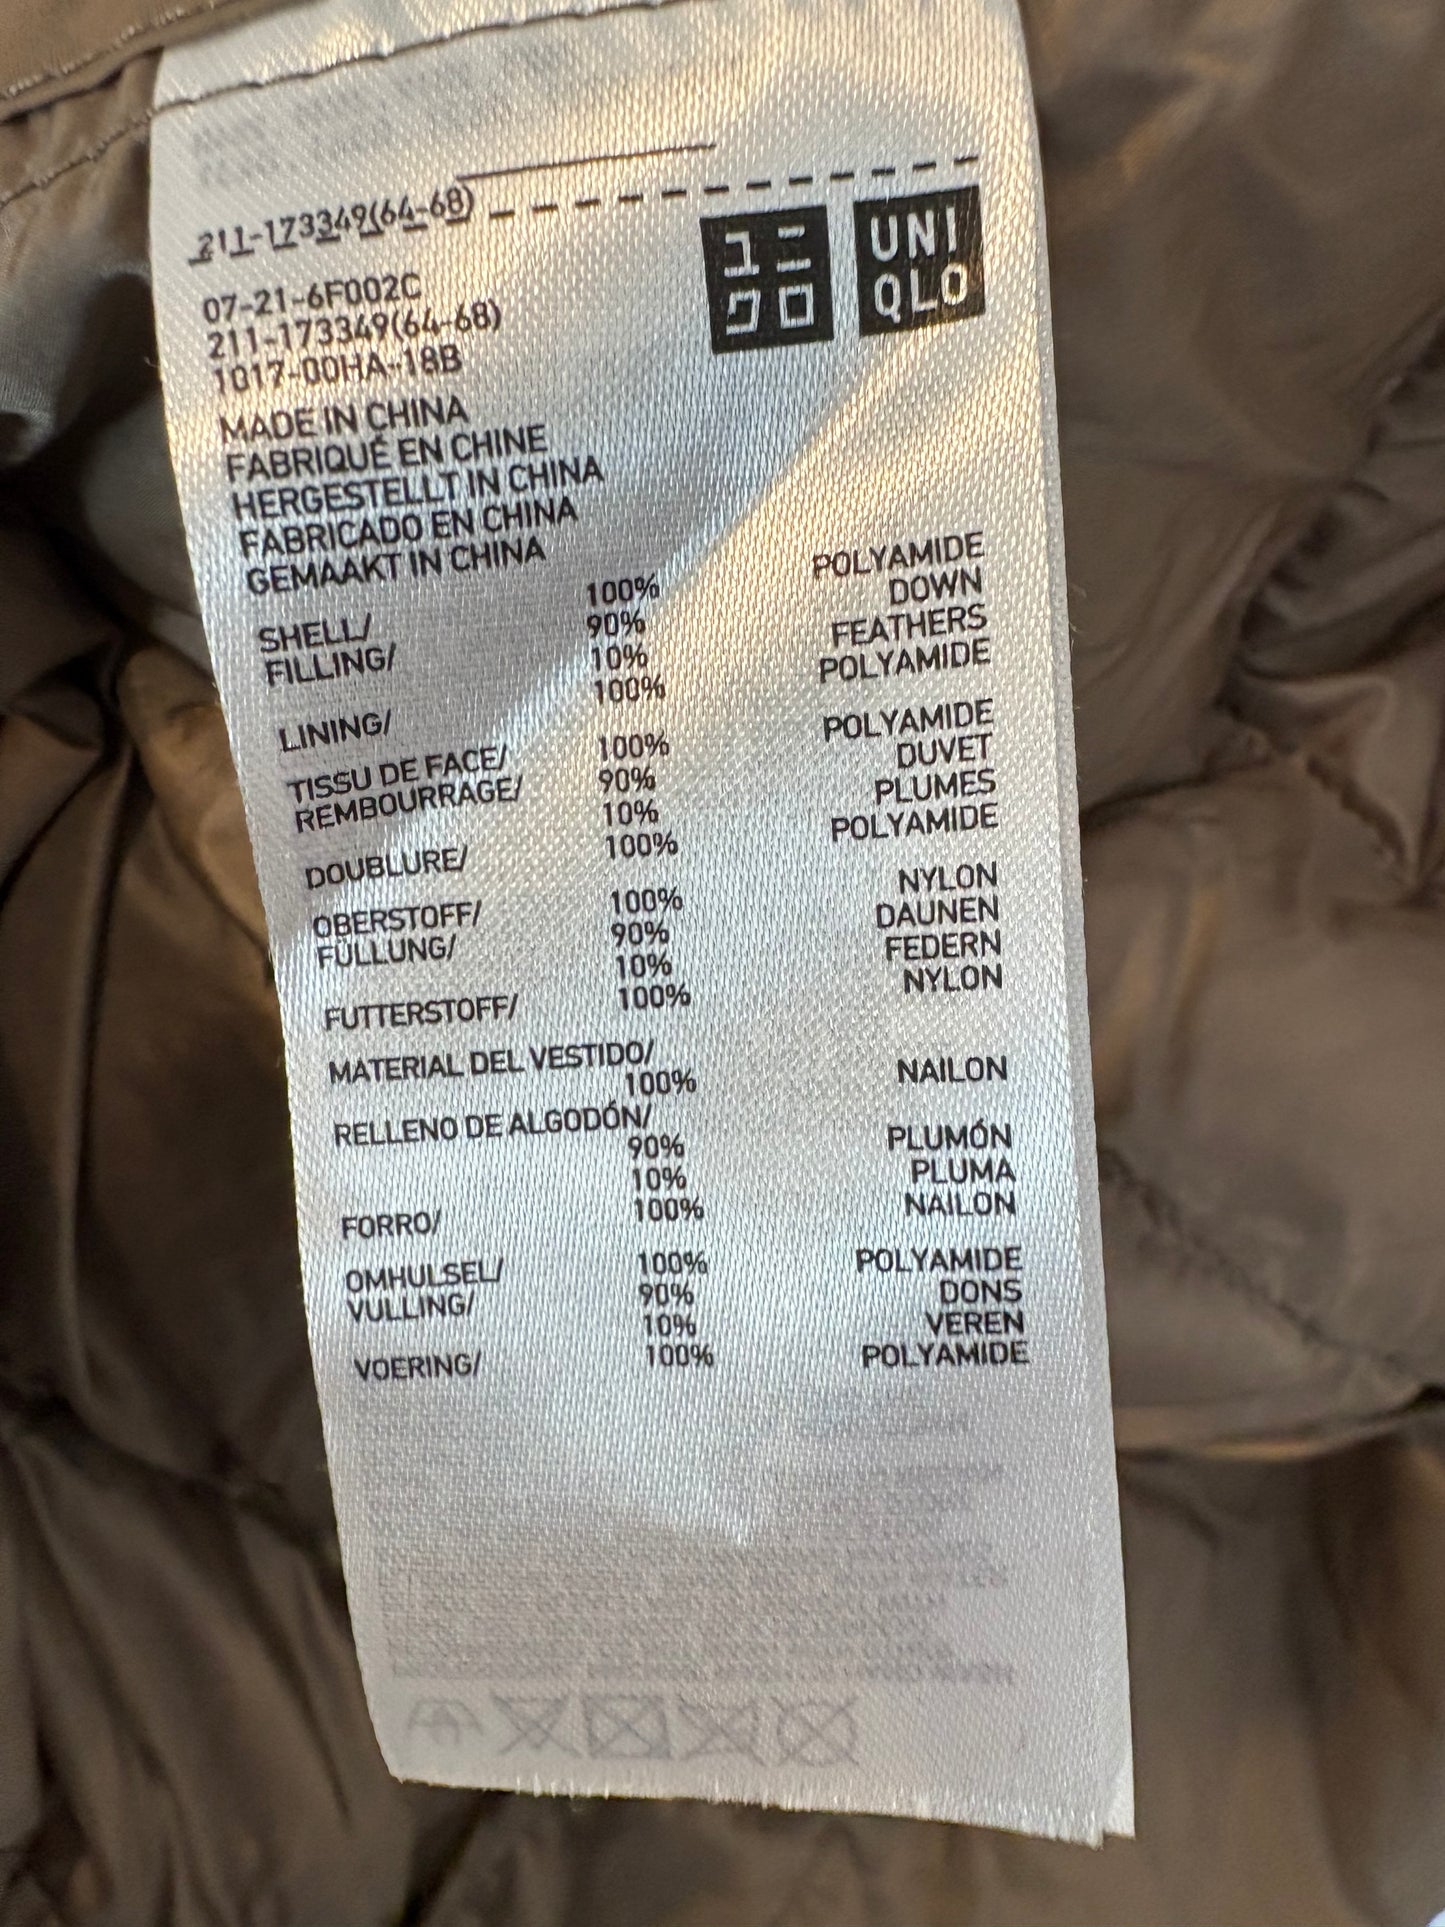 211-173349(64-68)
ユニ
クロ
UNI
QLO
07-21-6F002C
211-173349(64-68)
1017-00HA-18B
MADE IN CHINA
FABRIQUÉ EN CHINE
HERGESTELLT IN CHINA
FABRICADO EN CHINA
GEMAAKT IN CHINA
SHELL/ 100% POLYAMIDE
FILLING/ 90% DOWN
10% FEATHERS
LINING/ 100% POLYAMIDE
TISSU DE FACE/ 100% POLYAMIDE
REMBOURRAGE/ 90% DUVET
10% PLUMES
DOUBLURE/ 100% POLYAMIDE
OBERSTOFF/ 100% NYLON
FÜLLUNG/ 90% DAUNEN
10% FEDERN
FUTTERSTOFF/ 100% NYLON
MATERIAL DEL VESTIDO/
100% NAILON
RELLENO DE ALGODÓN/
90% PLUMÓN
10% PLUMA
FORRO/ 100% NAILON
OMHULSEL/ 100% POLYAMIDE
VULLING/ 90% DONS
10% VEREN
VOERING/ 100% POLYAMIDE